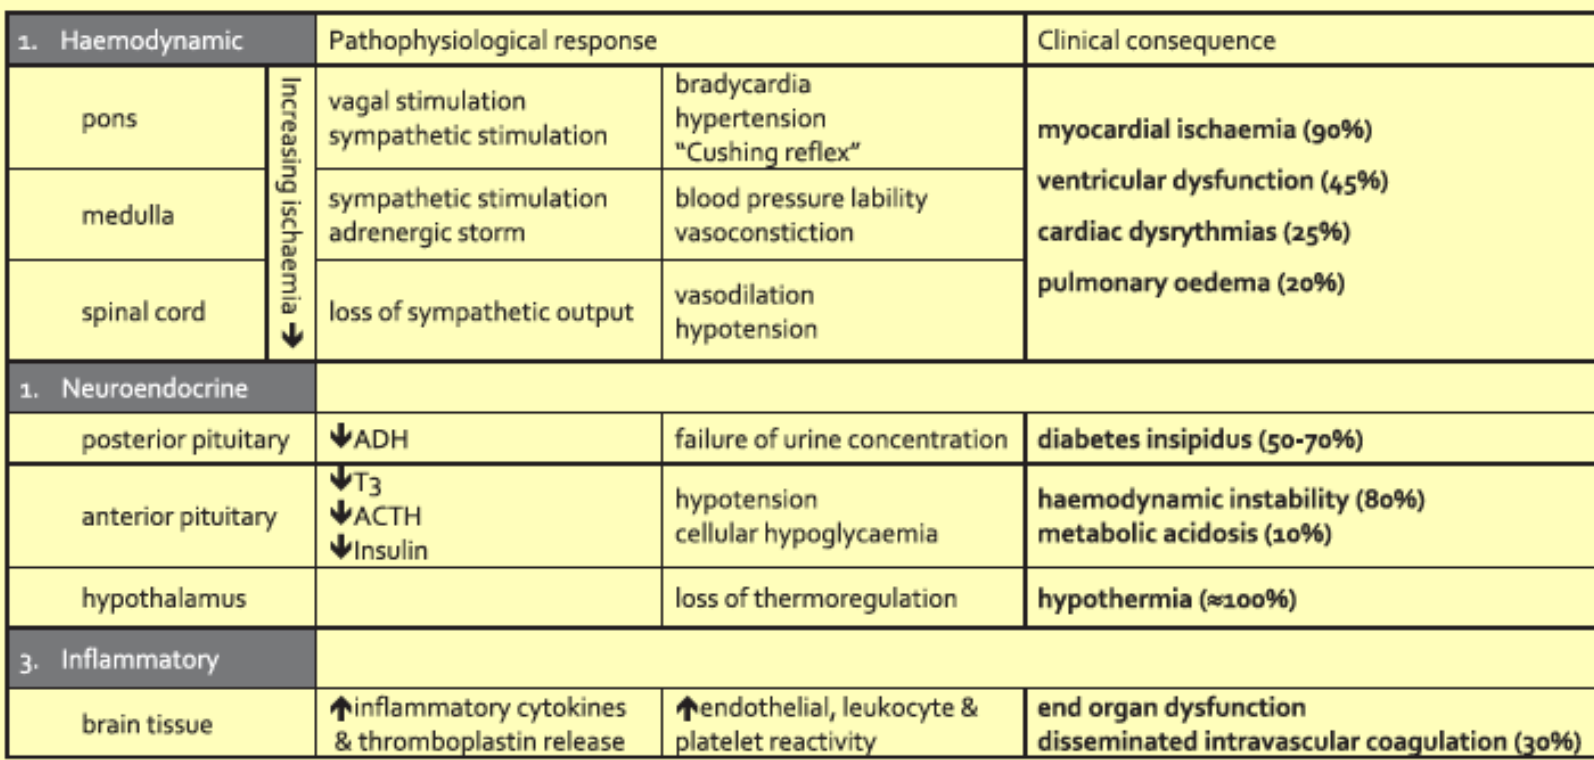 1. Haemodynamic
Pathophysiological response
Clinical consequence
pons
Increasing ischaemia 🡻
vagal stimulation
sympathetic stimulation
bradycardia
hypertension
“Cushing reflex”
myocardial ischaemia (90%)
ventricular dysfunction (45%)
cardiac dysrythmias (25%)
pulmonary oedema (20%)
medulla
sympathetic stimulation
adrenergic storm
blood pressure lability
vasoconstiction
spinal cord
loss of sympathetic output
vasodilation
hypotension
1. Neuroendocrine
posterior pituitary
🡻ADH
failure of urine concentration
diabetes insipidus (50-70%)
anterior pituitary
🡻T3
🡻ACTH
🡻Insulin
hypotension
cellular hypoglycaemia
haemodynamic instability (80%)
metabolic acidosis (10%)
hypothalamus
loss of thermoregulation
hypothermia (≈100%)
3. Inflammatory
brain tissue
🡹inflammatory cytokines
& thromboplastin release
🡹endothelial, leukocyte &
platelet reactivity
end organ dysfunction
disseminated intravascular coagulation (30%)